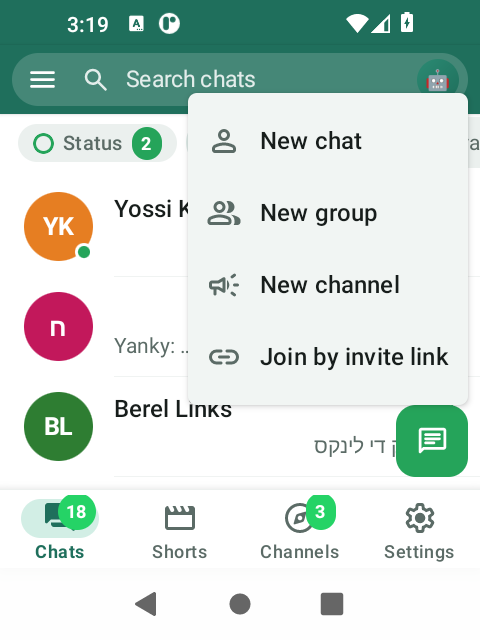 3:19
Search chats
Status 2
New chat
New group
New channel
Join by invite link
YK
Yossi K
ח
Yanky: ..
BL
Berel Links
די לינקס
18
3
Chats
Shorts
Channels
Settings